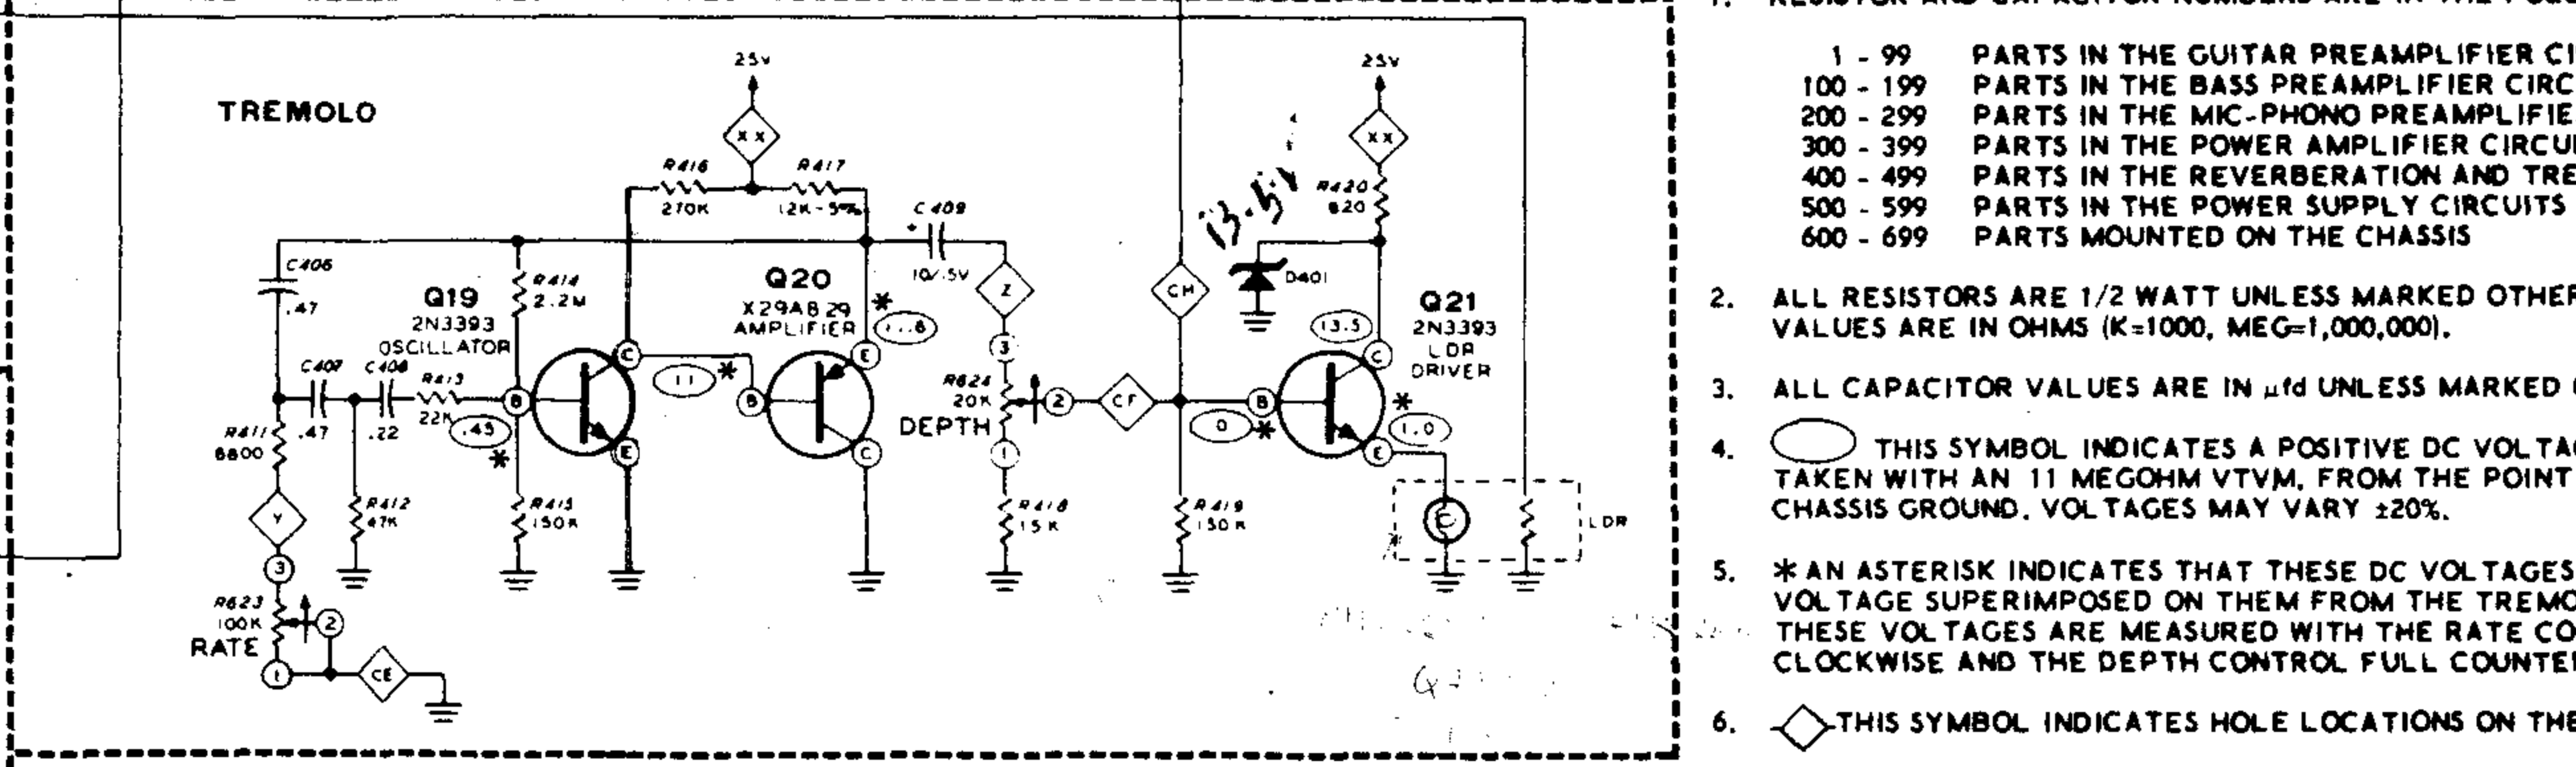 TREMOLO
25V
XX
R416
270K
R417
12K-5%
C409
10/.5V
C406
.47
Q19
2N3393
OSCILLATOR
R414
2.2M
C407
.47
C408
.22
R413
22K
.45
*
B
C
E
11
*
Q20
X29A829
AMPLIFIER
*
E
B
C
Z
3
R624
20K
DEPTH
2
1
R418
15K
R411
6800
Y
3
R623
100K
RATE
2
1
CE
R412
47K
R415
150K
CF
CH
0
*
R419
150K
25V
XX
R420
820
13.5V
D401
13.5
Q21
2N3393
LDR
DRIVER
B
C
E
*
1.0
LDR
1. RESISTOR AND CAPACITOR NUMBERS ARE IN THE
1 - 99 PARTS IN THE GUITAR PREAMPLIFIER CI
100 - 199 PARTS IN THE BASS PREAMPLIFIER CIRC
200 - 299 PARTS IN THE MIC-PHONO PREAMPLIFIE
300 - 399 PARTS IN THE POWER AMPLIFIER CIRCUI
400 - 499 PARTS IN THE REVERBERATION AND TRE
500 - 599 PARTS IN THE POWER SUPPLY CIRCUITS
600 - 699 PARTS MOUNTED ON THE CHASSIS
2. ALL RESISTORS ARE 1/2 WATT UNLESS MARKED OTHER
VALUES ARE IN OHMS (K=1000, MEG=1,000,000).
3. ALL CAPACITOR VALUES ARE IN µfd UNLESS MARKED
4. THIS SYMBOL INDICATES A POSITIVE DC VOLTA
TAKEN WITH AN 11 MEGOHM VTVM, FROM THE POINT
CHASSIS GROUND. VOLTAGES MAY VARY ±20%.
5. * AN ASTERISK INDICATES THAT THESE DC VOLTAGES
VOLTAGE SUPERIMPOSED ON THEM FROM THE TREMO
THESE VOLTAGES ARE MEASURED WITH THE RATE CO
CLOCKWISE AND THE DEPTH CONTROL FULL COUNTE
6. THIS SYMBOL INDICATES HOLE LOCATIONS ON THE